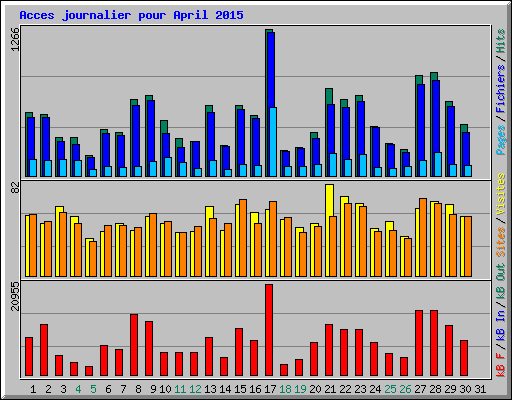 Acces journalier pour April 2015
1266
82
20955
Pages / Fichiers / Hits
Sites / Visites
kB F / kB In / kB Out
1 2 3 4 5 6 7 8 9 10 11 12 13 14 15 16 17 18 19 20 21 22 23 24 25 26 27 28 29 30 31